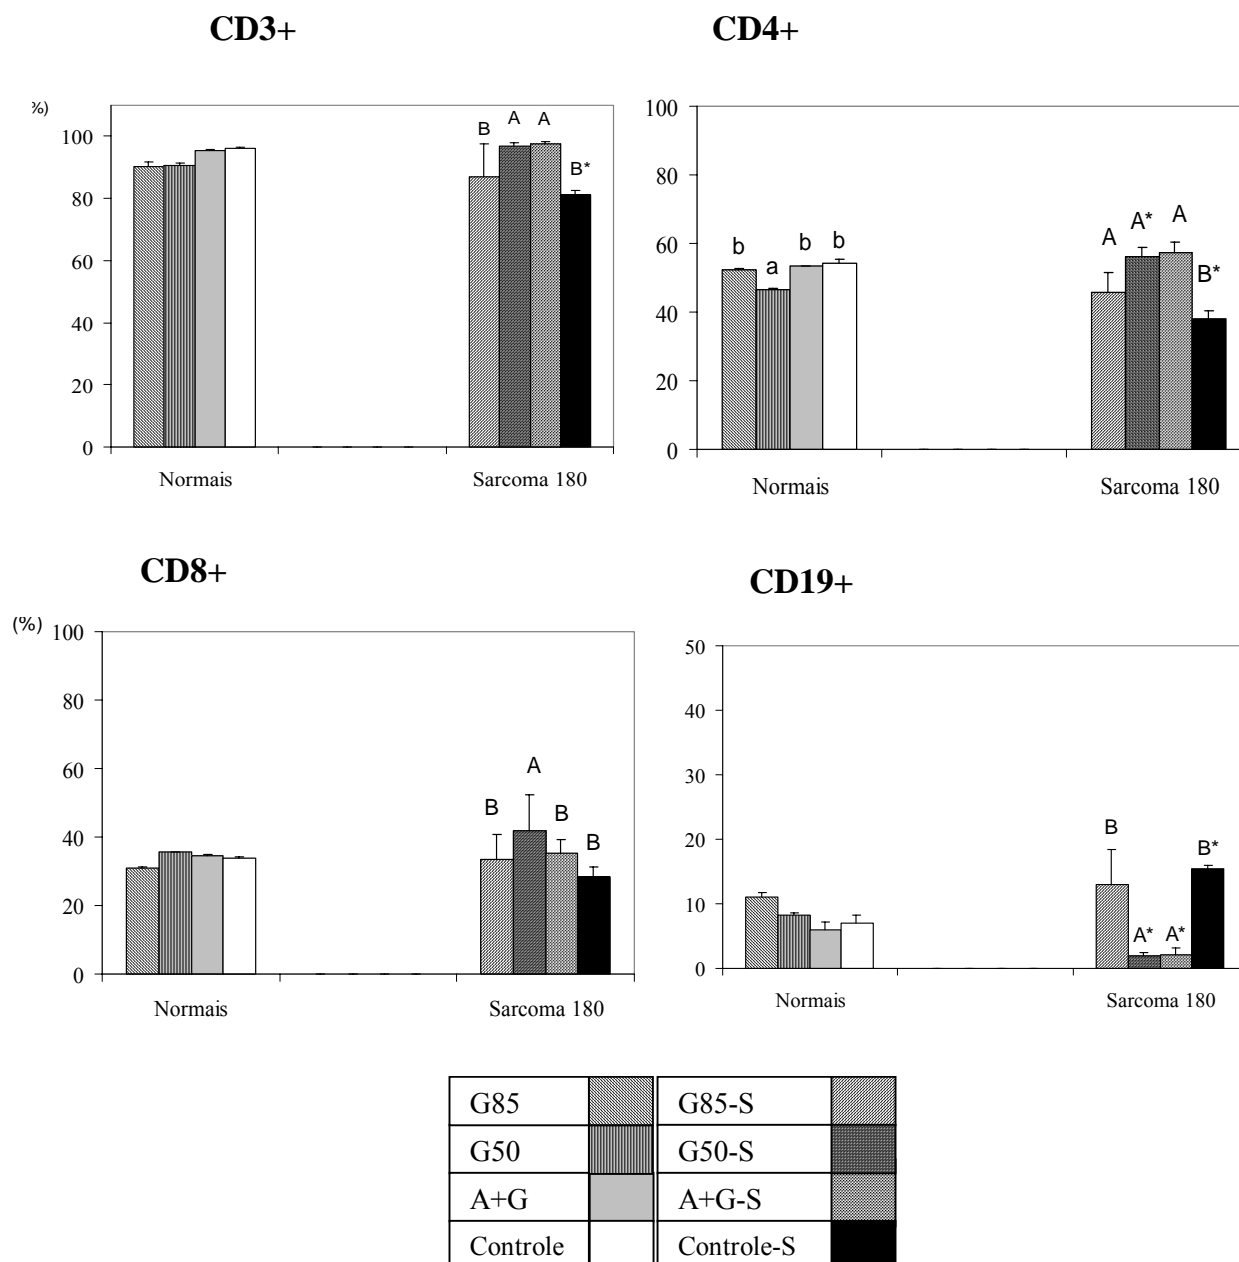 CD3+
CD4+
%)
100
80
60
40
20
0
B
A
A
B*
Normais
Sarcoma 180
100
80
60
40
20
0
b
a
b
b
A
A*
A
B*
Normais
Sarcoma 180
CD8+
CD19+
(%)
100
80
60
40
20
0
B
A
B
B
Normais
Sarcoma 180
50
40
30
20
10
0
B
A*
A*
B*
Normais
Sarcoma 180
G85 G85-S
G50 G50-S
A+G A+G-S
Controle Controle-S